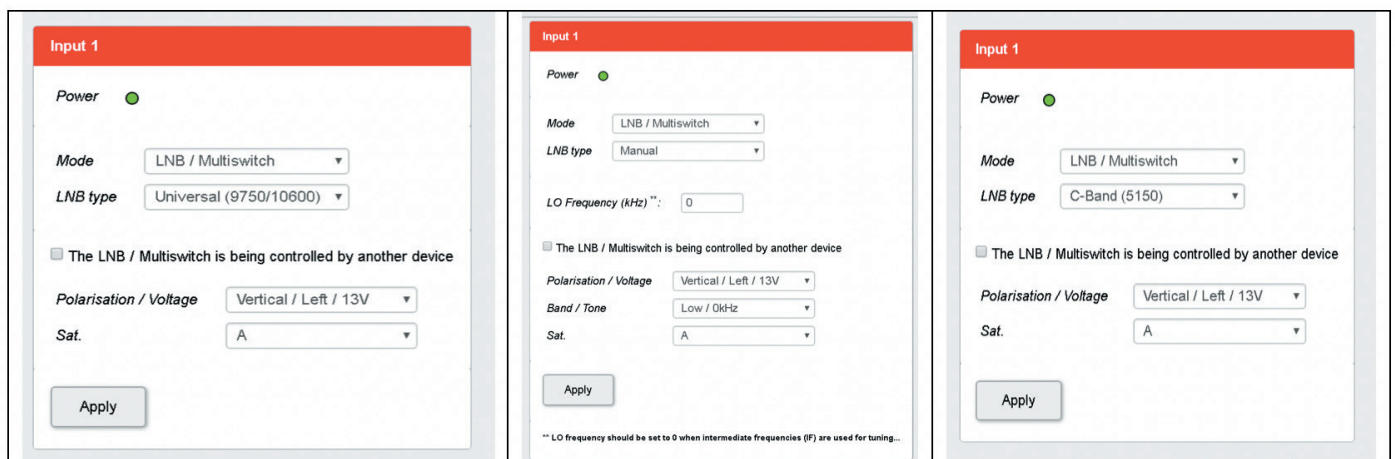 Input 1
Power
Mode LNB / Multiswitch
LNB type Universal (9750/10600)
The LNB / Multiswitch is being controlled by another device
Polarisation / Voltage Vertical / Left / 13V
Sat. A
Apply
Input 1
Power
Mode LNB / Multiswitch
LNB type Manual
LO Frequency (kHz) **: 0
The LNB / Multiswitch is being controlled by another device
Polarisation / Voltage Vertical / Left / 13V
Band / Tone Low / 0kHz
Sat. A
Apply
** LO frequency should be set to 0 when intermediate frequencies (IF) are used for tuning...
Input 1
Power
Mode LNB / Multiswitch
LNB type C-Band (5150)
The LNB / Multiswitch is being controlled by another device
Polarisation / Voltage Vertical / Left / 13V
Sat. A
Apply